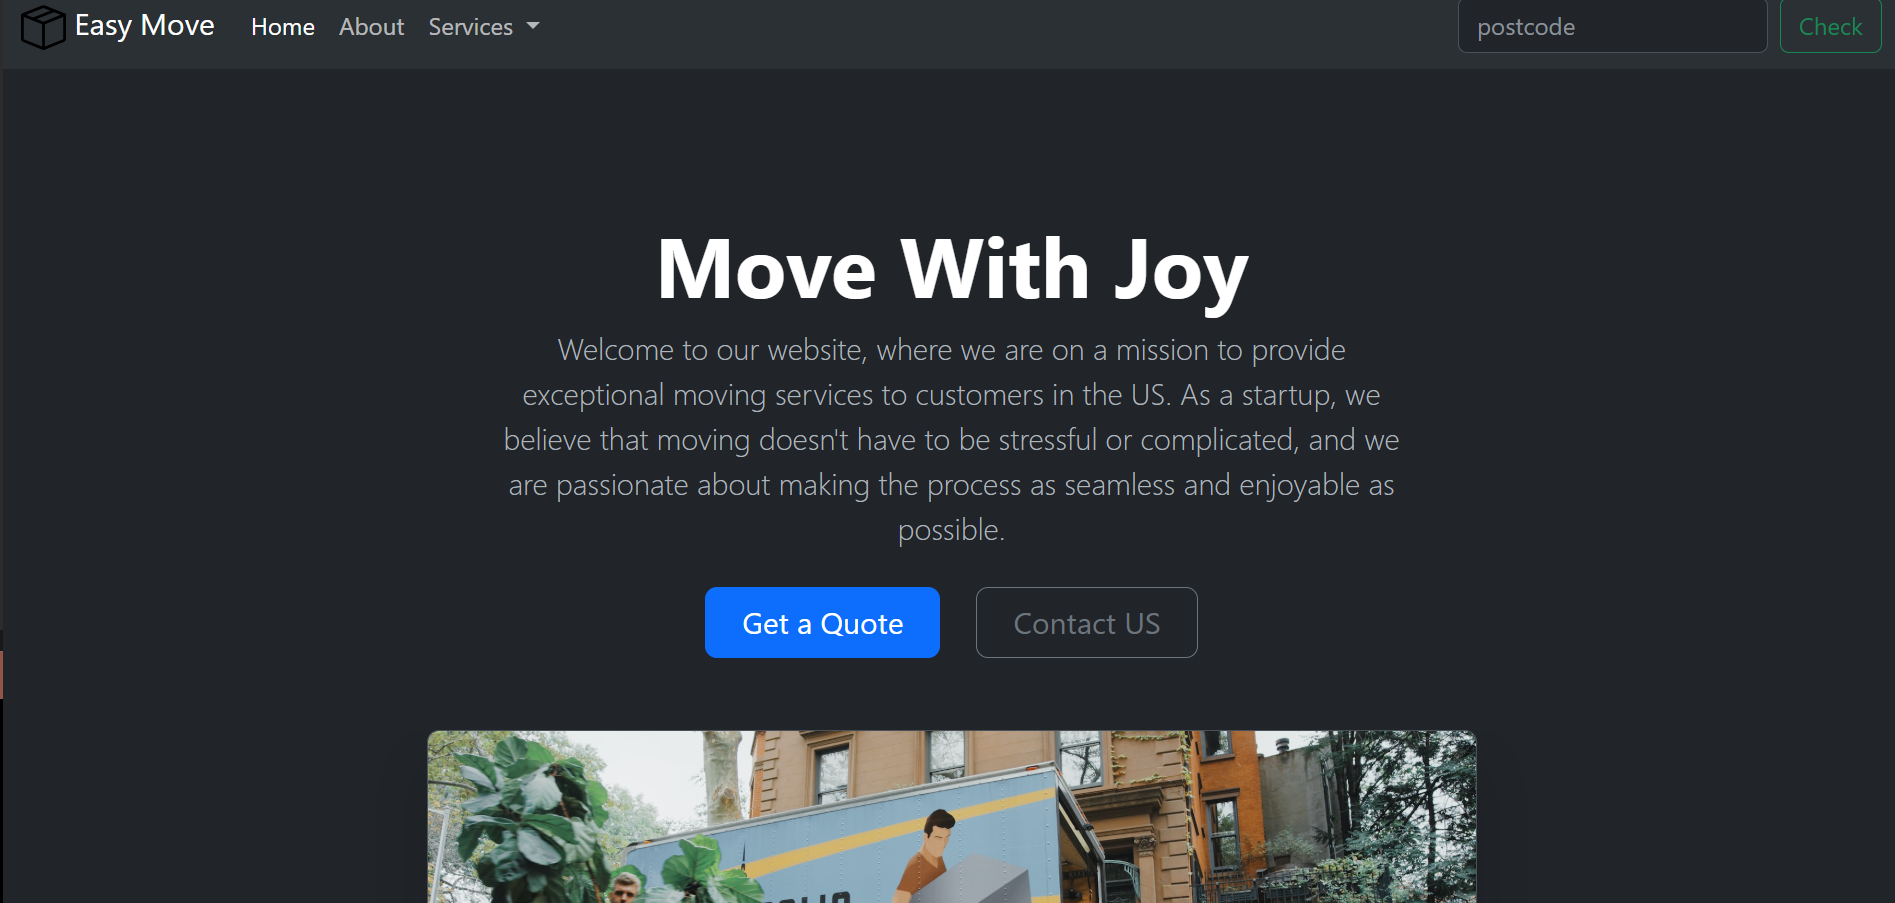 Easy Move Home About Services postcode Check
Move With Joy
Welcome to our website, where we are on a mission to provide
exceptional moving services to customers in the US. As a startup, we
believe that moving doesn't have to be stressful or complicated, and we
are passionate about making the process as seamless and enjoyable as
possible.
Get a Quote Contact US